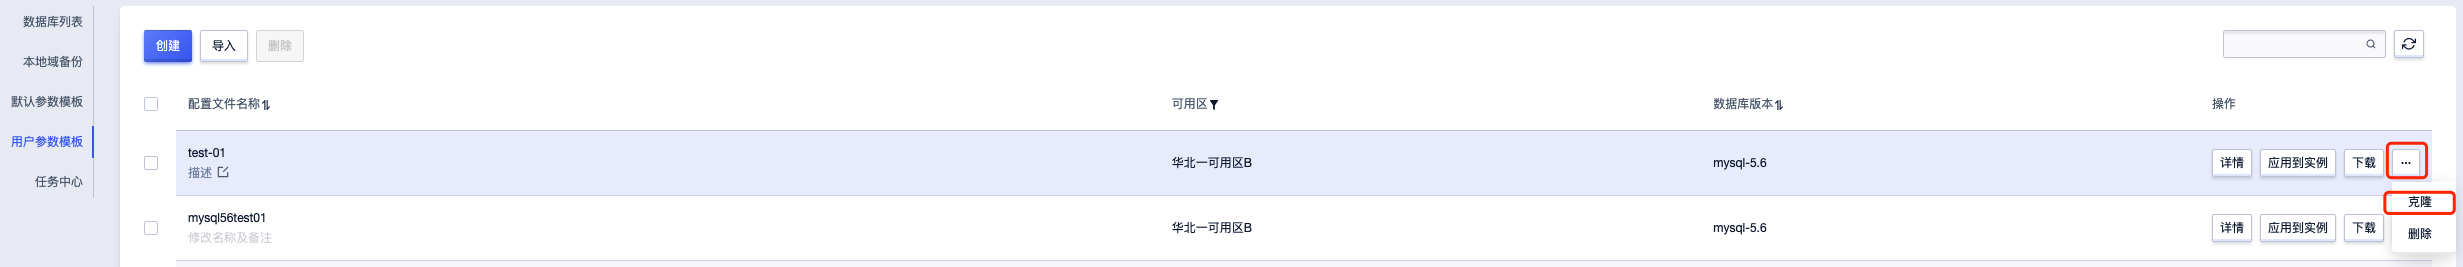 数据库列表
本地域备份
默认参数模板
用户参数模板
任务中心
创建 导入 删除
配置文件名称 可用区 数据库版本 操作
test-01
描述
华北一可用区B mysql-5.6 详情 应用到实例 下载 ...
克隆
删除
mysql56test01
修改名称及备注
华北一可用区B mysql-5.6 详情 应用到实例 下载